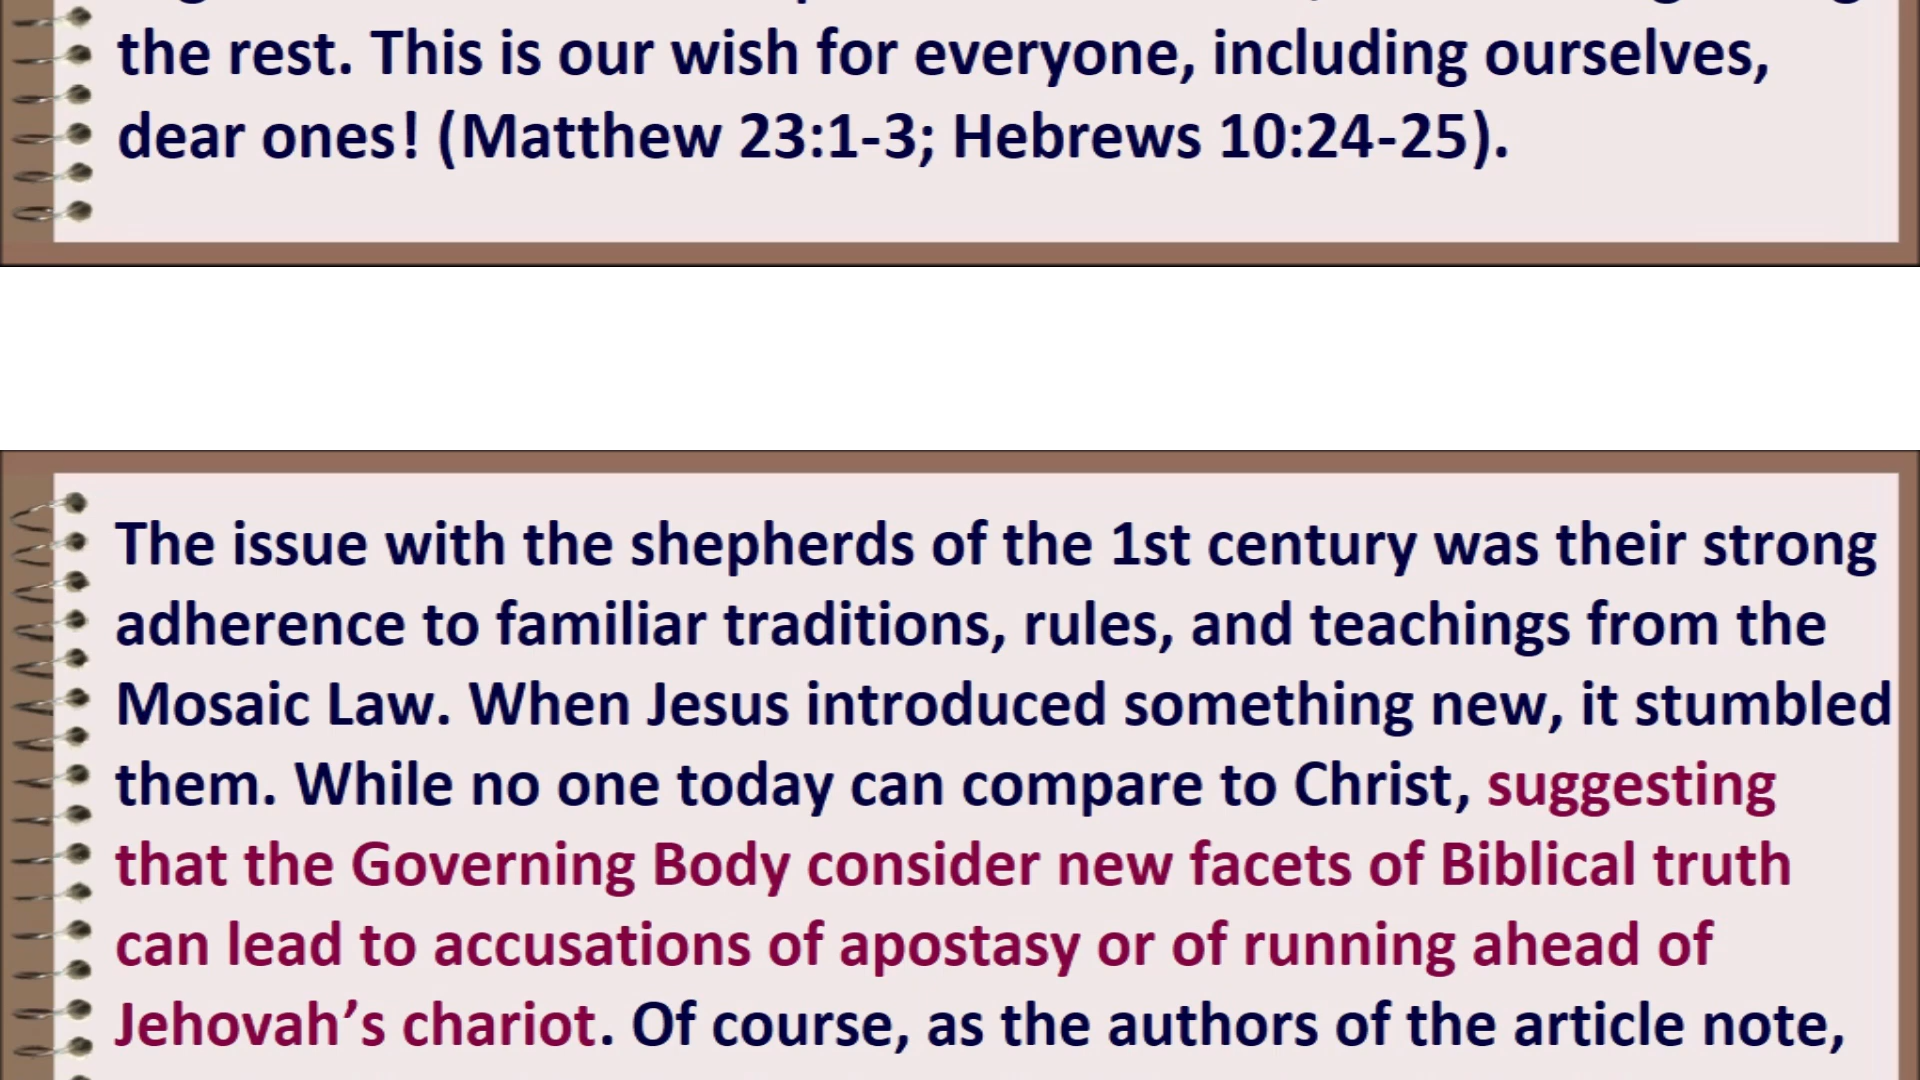 the rest. This is our wish for everyone, including ourselves,
dear ones! (Matthew 23:1-3; Hebrews 10:24-25).
The issue with the shepherds of the 1st century was their strong
adherence to familiar traditions, rules, and teachings from the
Mosaic Law. When Jesus introduced something new, it stumbled
them. While no one today can compare to Christ, suggesting
that the Governing Body consider new facets of Biblical truth
can lead to accusations of apostasy or of running ahead of
Jehovah’s chariot. Of course, as the authors of the article note,